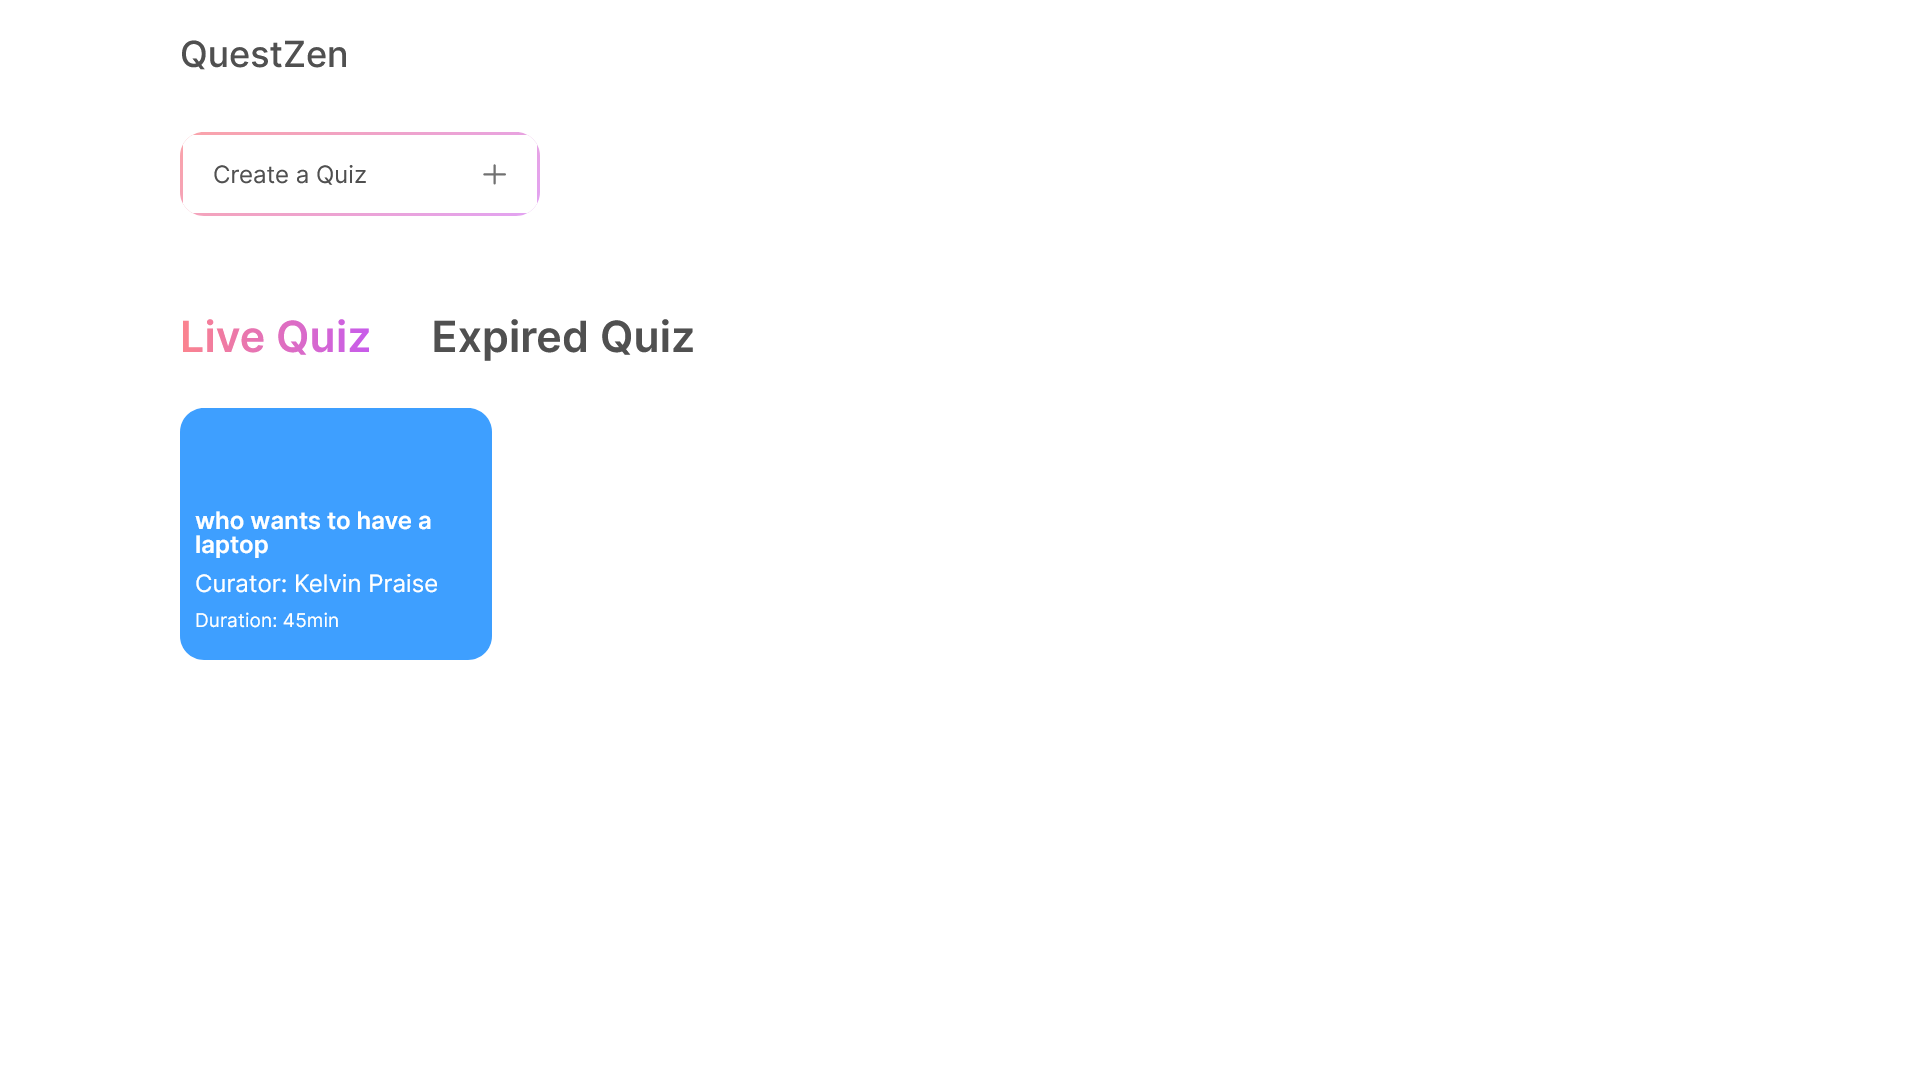 QuestZen
Create a Quiz
Live Quiz
Expired Quiz
who wants to have a
laptop
Curator: Kelvin Praise
Duration: 45min